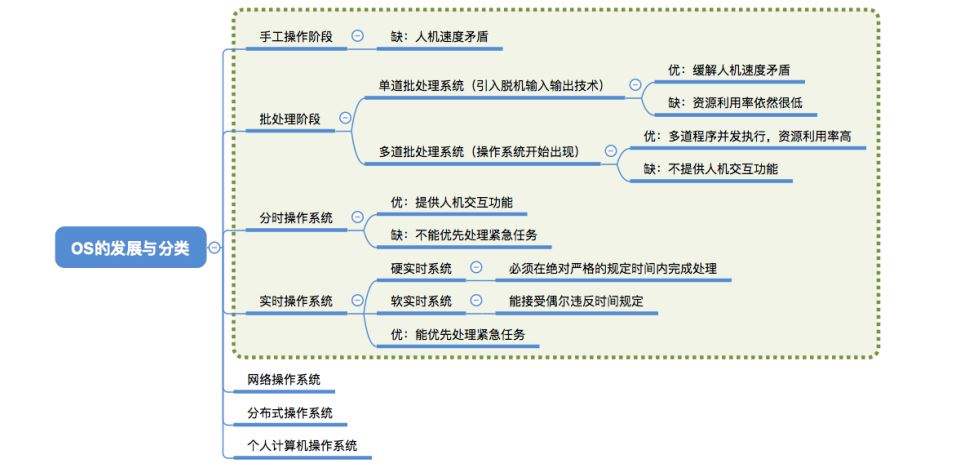 手工操作阶段
缺：人机速度矛盾
批处理阶段
单道批处理系统（引入脱机输入输出技术）
优：缓解人机速度矛盾
缺：资源利用率依然很低
多道批处理系统（操作系统开始出现）
优：多道程序并发执行，资源利用率高
缺：不提供人机交互功能
OS的发展与分类
分时操作系统
优：提供人机交互功能
缺：不能优先处理紧急任务
实时操作系统
硬实时系统
必须在绝对严格的规定时间内完成处理
软实时系统
能接受偶尔违反时间规定
优：能优先处理紧急任务
网络操作系统
分布式操作系统
个人计算机操作系统